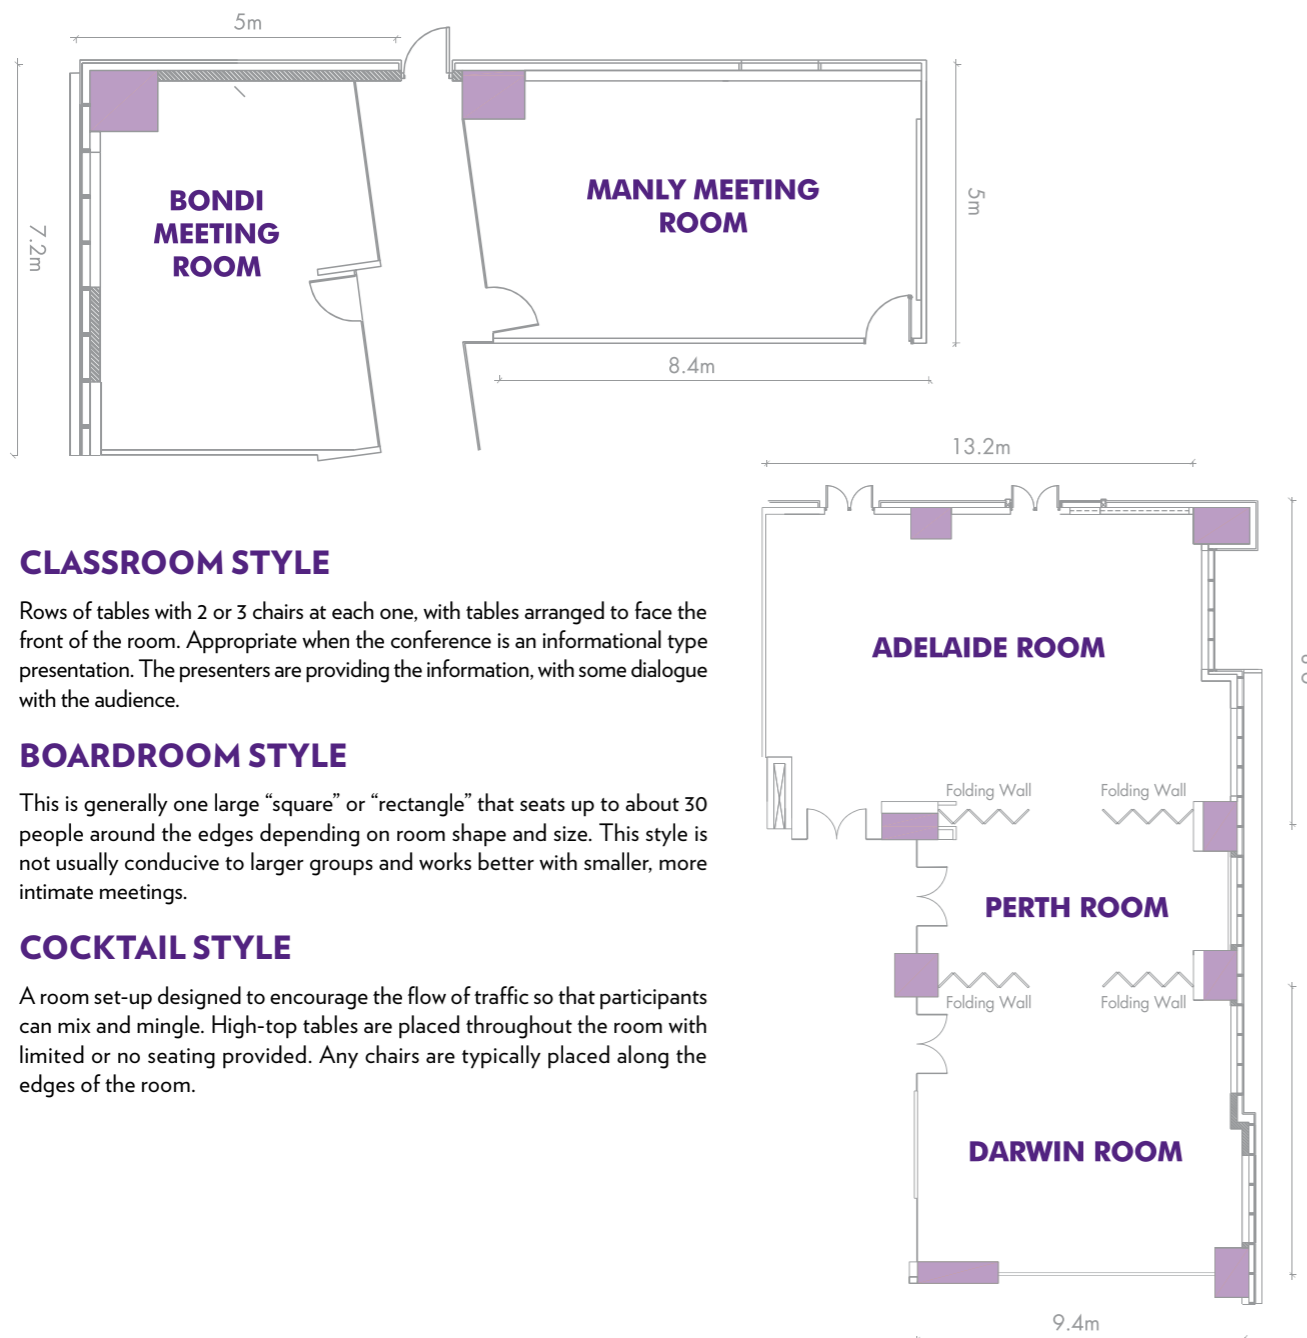 5m
7.2m
BONDI
MEETING
ROOM
MANLY MEETING
ROOM
5m
8.4m
13.2m
CLASSROOM STYLE
Rows of tables with 2 or 3 chairs at each one, with tables arranged to face the
front of the room. Appropriate when the conference is an informational type
presentation. The presenters are providing the information, with some dialogue
with the audience.
BOARDROOM STYLE
This is generally one large “square” or “rectangle” that seats up to about 30
people around the edges depending on room shape and size. This style is
not usually conducive to larger groups and works better with smaller, more
intimate meetings.
COCKTAIL STYLE
A room set-up designed to encourage the flow of traffic so that participants
can mix and mingle. High-top tables are placed throughout the room with
limited or no seating provided. Any chairs are typically placed along the
edges of the room.
ADELAIDE ROOM
Folding Wall
Folding Wall
PERTH ROOM
Folding Wall
Folding Wall
DARWIN ROOM
9.4m